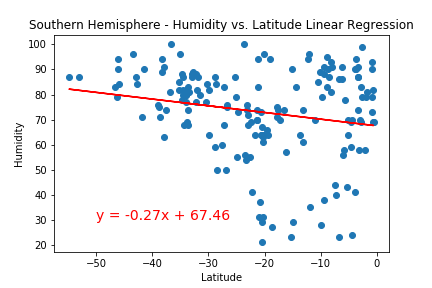 Southern Hemisphere - Humidity vs. Latitude Linear Regression
100
90
80
70
60
50
40
30
20
Humidity
y = -0.27x + 67.46
−50 −40 −30 −20 −10 0
Latitude